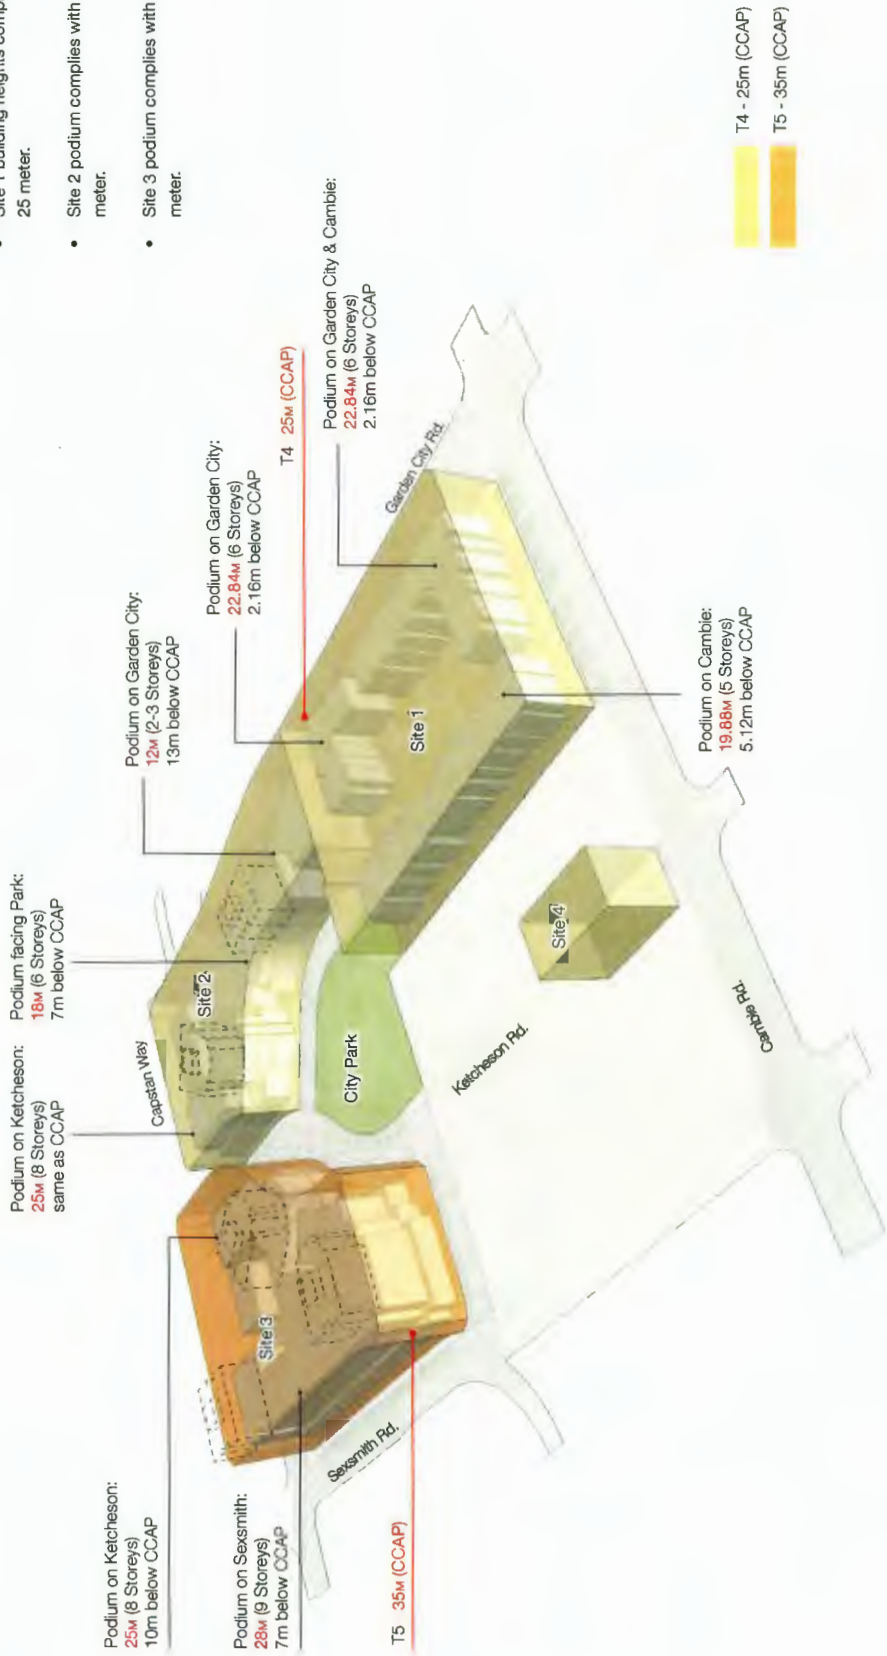 Site 1 building heights comp
25 meter.
• Site 2 podium complies with
meter.
• Site 3 podium complies with
meter.
Podium on Ketcheson:
25M (8 Storeys)
same as CCAP
Podium facing Park:
18M (6 Storeys)
7m below CCAP
Podium on Garden City:
12M (2-3 Storeys)
13m below CCAP
Podium on Garden City:
22.84M (6 Storeys)
2.16m below CCAP
T4 25M (CCAP)
Podium on Garden City & Cambie:
22.84M (6 Storeys)
2.16m below CCAP
Podium on Ketcheson:
25M (8 Storeys)
10m below CCAP
Podium on Sexsmith:
28M (9 Storeys)
7m below CCAP
T5 35M (CCAP)
Podium on Cambie:
19.88M (5 Storeys)
5.12m below CCAP
Capstan Way
Garden City Rd.
Site 2
Site 1
Site 3
Site 4
City Park
Ketcheson Rd.
Sexsmith Rd.
Cambie Rd.
T4 - 25m (CCAP)
T5 - 35m (CCAP)